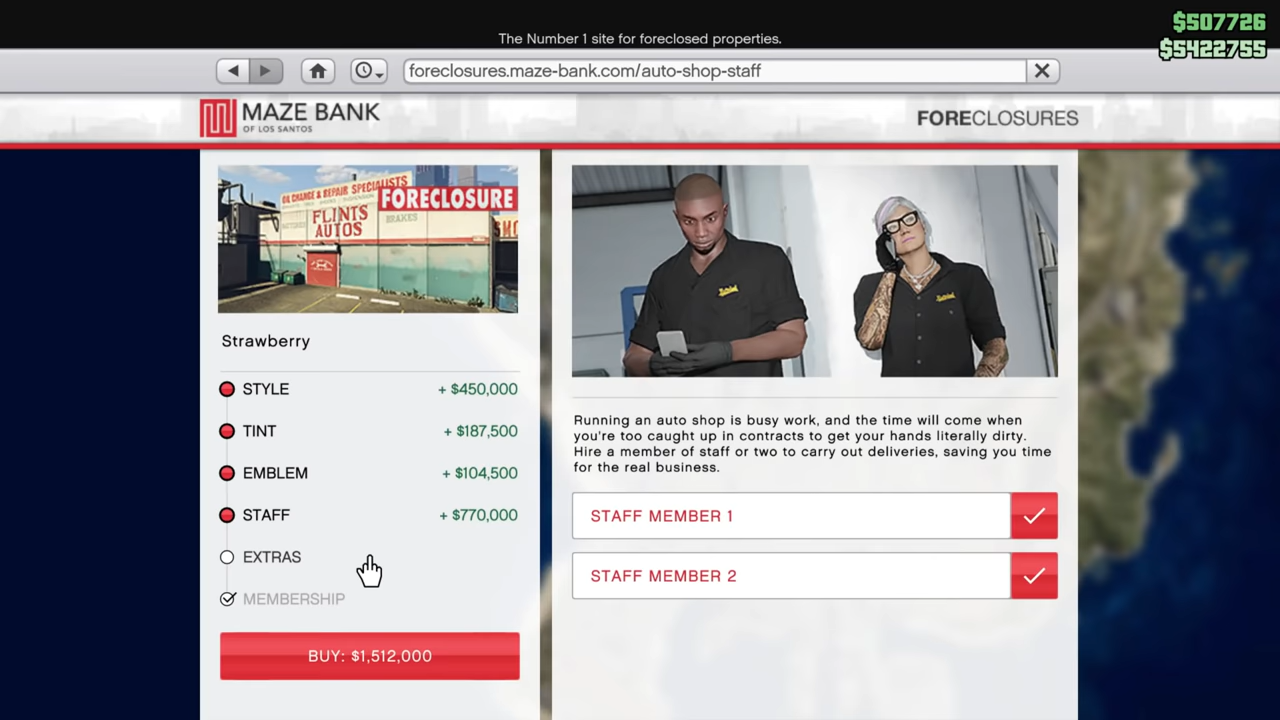 $507726
$5422755
The Number 1 site for foreclosed properties.
foreclosures.maze-bank.com/auto-shop-staff
MAZE BANK
OF LOS SANTOS
FORECLOSURES
OIL CHANGE & REPAIR SPECIALISTS
FORECLOSURE
FLINTS
AUTOS
BRAKES
Strawberry
STYLE + $450,000
TINT + $187,500
EMBLEM + $104,500
STAFF + $770,000
EXTRAS
MEMBERSHIP
BUY: $1,512,000
Running an auto shop is busy work, and the time will come when
you're too caught up in contracts to get your hands literally dirty.
Hire a member of staff or two to carry out deliveries, saving you time
for the real business.
STAFF MEMBER 1
STAFF MEMBER 2